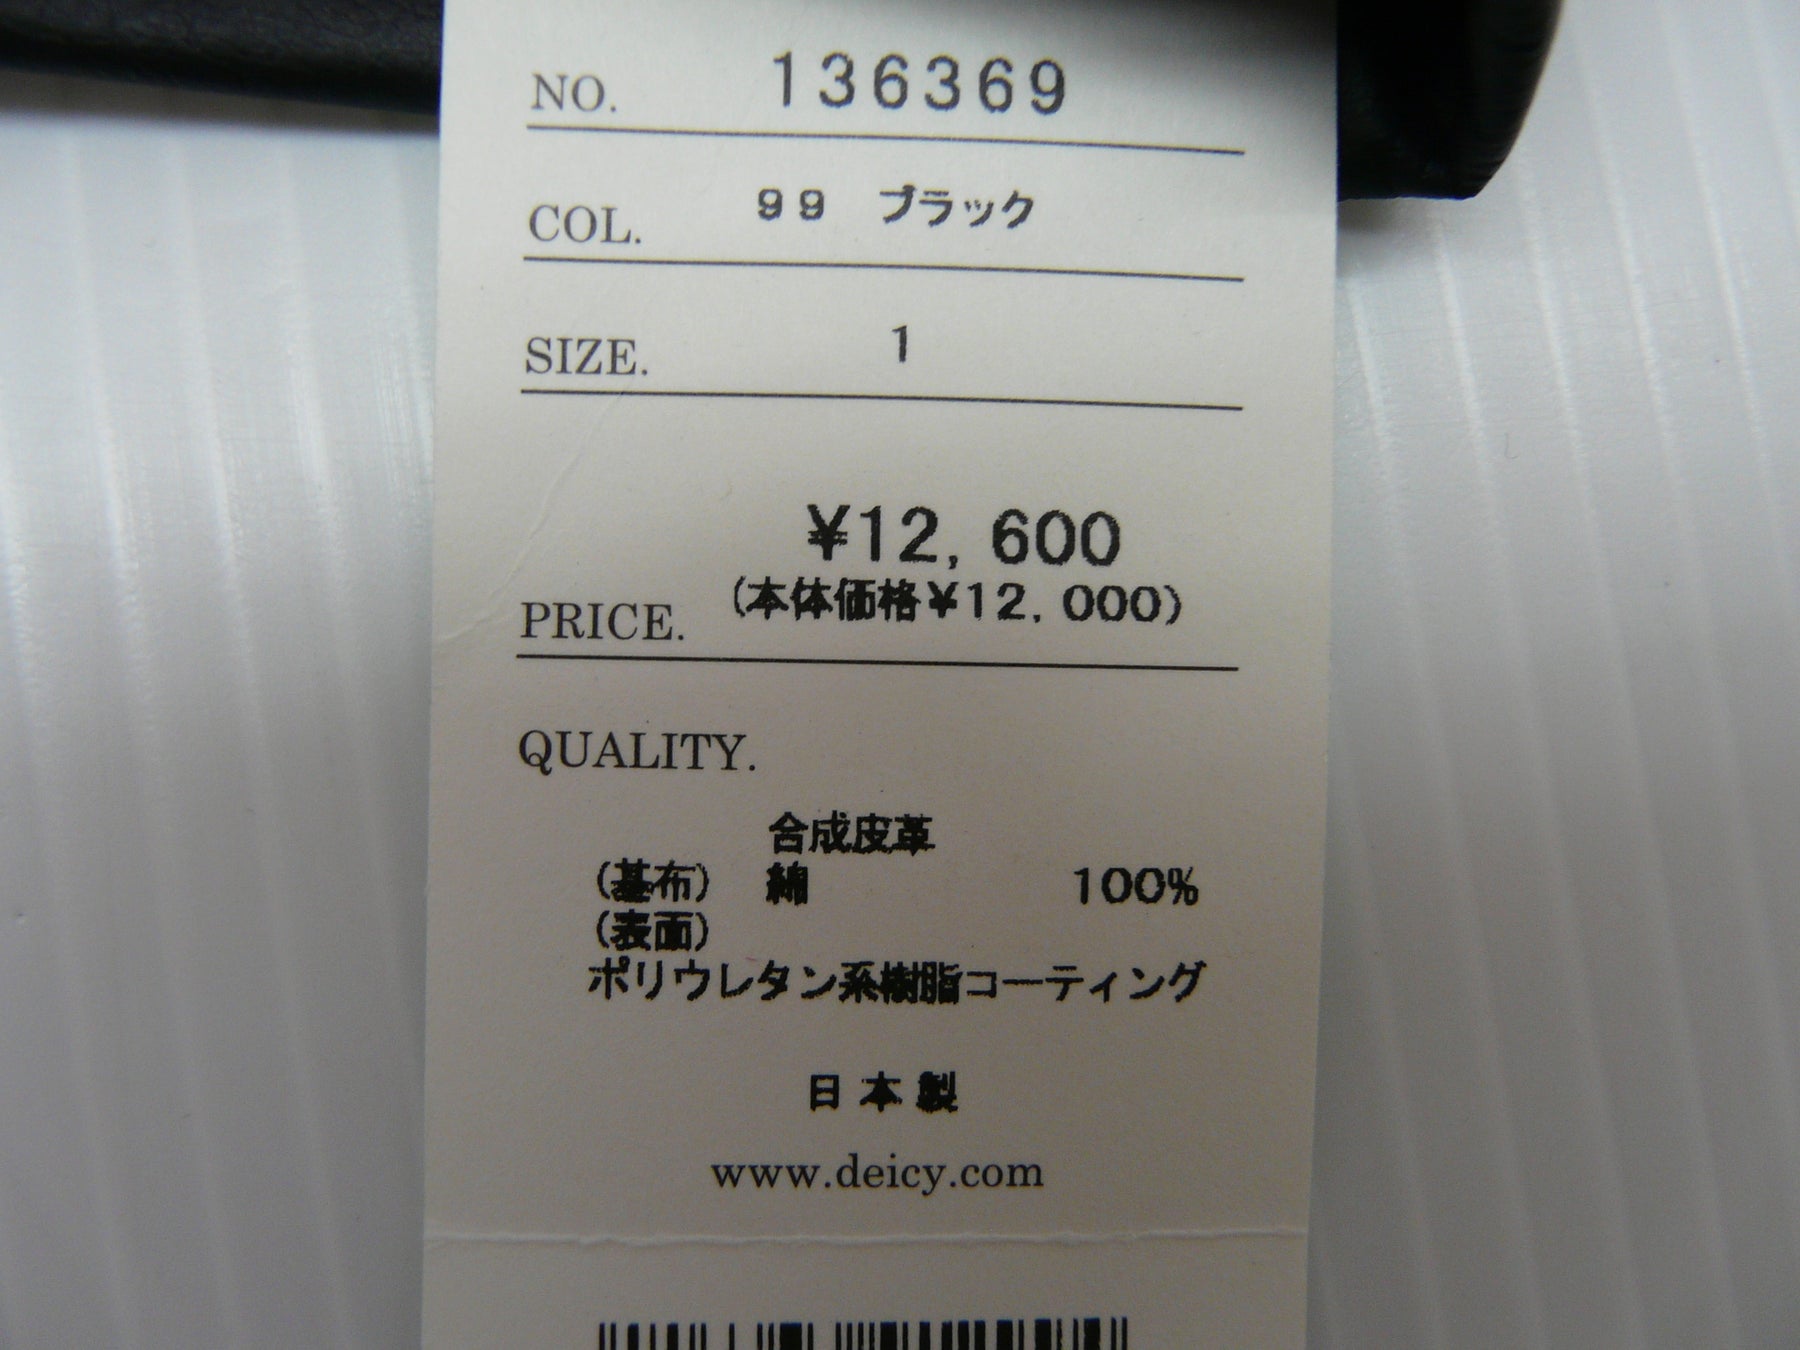 NO. 136369
COL. 99 ブラック
SIZE. 1
¥12,600
PRICE. (本体価格¥12,000)
QUALITY.
合成皮革
(基布) 綿 100%
(表面)
ポリウレタン系樹脂コーティング
日本製
www.deicy.com